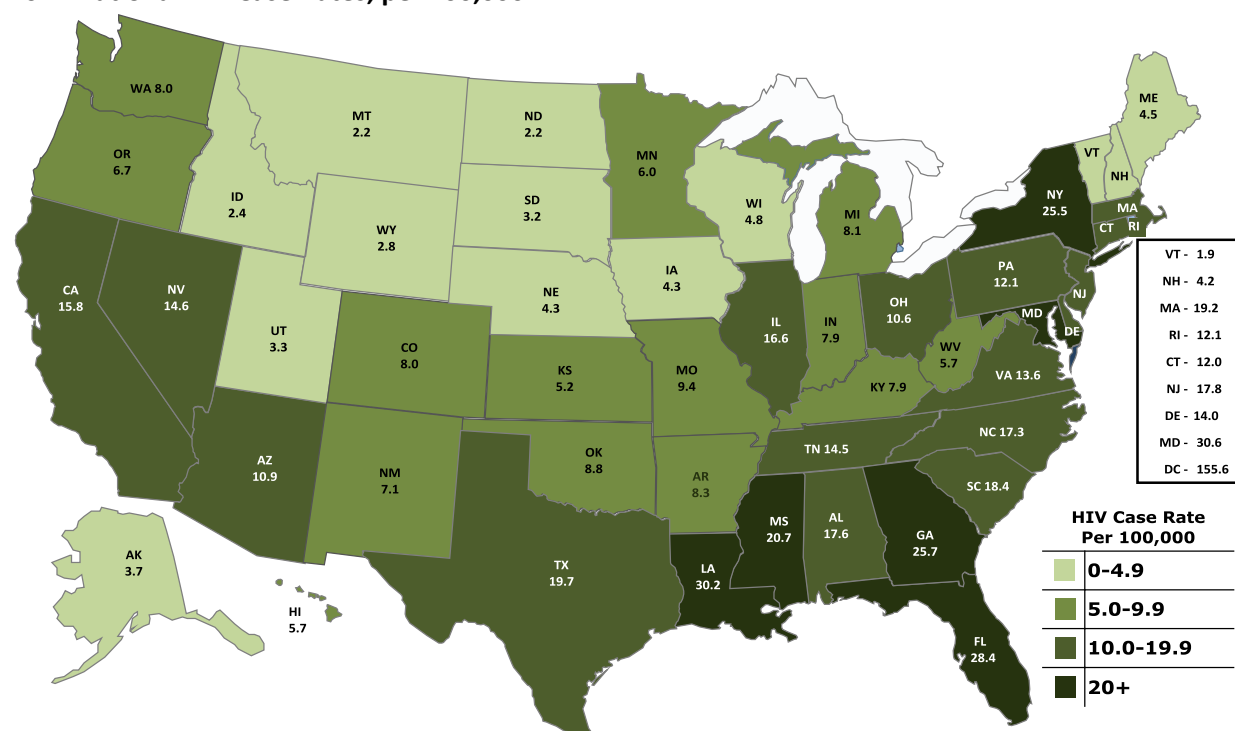 WA 8.0
OR
6.7
CA
15.8
NV
14.6
ID
2.4
MT
2.2
WY
2.8
UT
3.3
AZ
10.9
CO
8.0
NM
7.1
ND
2.2
SD
3.2
NE
4.3
KS
5.2
OK
8.8
TX
19.7
MN
6.0
IA
4.3
MO
9.4
AR
8.3
LA
30.2
WI
4.8
IL
16.6
MI
8.1
IN
7.9
OH
10.6
KY 7.9
TN 14.5
MS
20.7
AL
17.6
GA
25.7
FL
28.4
SC 18.4
NC 17.3
VA 13.6
WV
5.7
PA
12.1
NY
25.5
ME
4.5
VT
NH
MA
CT
RI
NJ
MD
DE
AK
3.7
HI
5.7
VT - 1.9
NH - 4.2
MA - 19.2
RI - 12.1
CT - 12.0
NJ - 17.8
DE - 14.0
MD - 30.6
DC - 155.6
HIV Case Rate
Per 100,000
0-4.9
5.0-9.9
10.0-19.9
20+